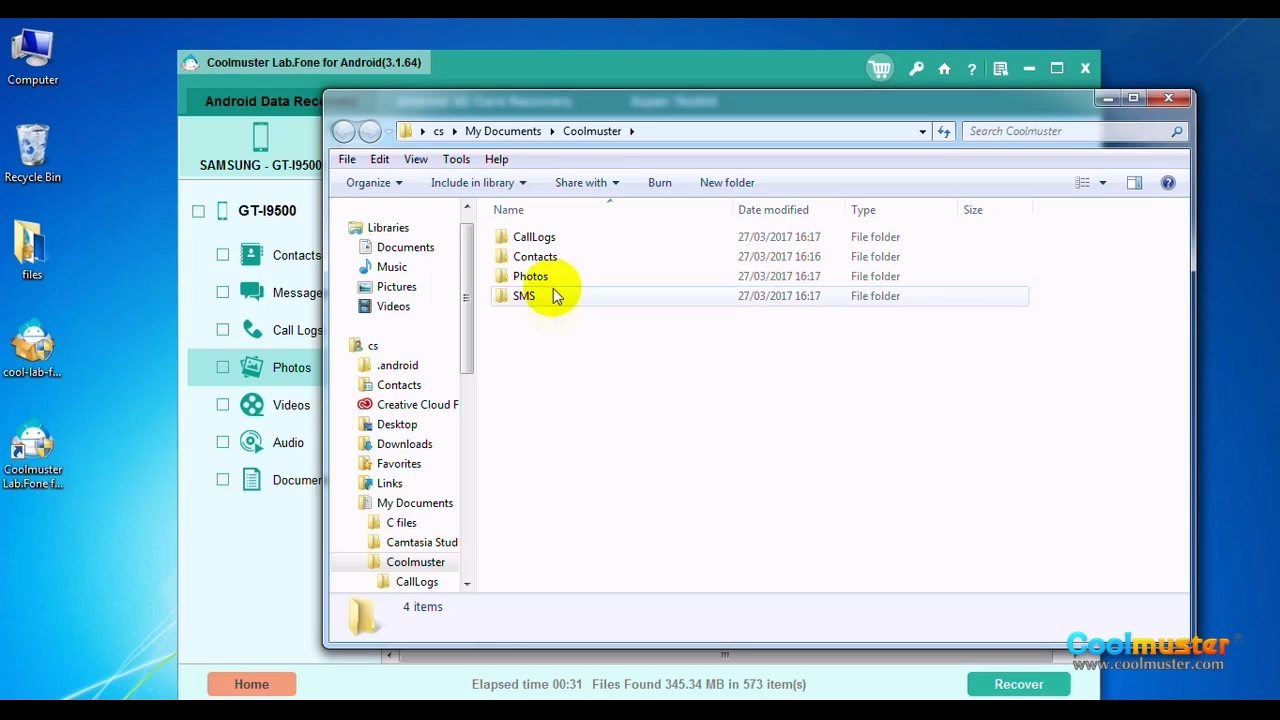 Computer
Recycle Bin
files
cool-lab-f...
Coolmuster
Lab.Fone f...
Coolmuster Lab.Fone for Android(3.1.64)
Android Data Rec
SAMSUNG - GT-I9500
GT-I9500
Contacts
Message
Call Logs
Photos
Videos
Audio
Documen
cs
My Documents
Coolmuster
Search Coolmuster
File Edit View Tools Help
Organize Include in library Share with Burn New folder
Libraries
Documents
Music
Pictures
Videos
cs
.android
Contacts
Creative Cloud F
Desktop
Downloads
Favorites
Links
My Documents
C files
Camtasia Stud
Coolmuster
CallLogs
Name Date modified Type Size
CallLogs 27/03/2017 16:17 File folder
Contacts 27/03/2017 16:16 File folder
Photos 27/03/2017 16:17 File folder
SMS 27/03/2017 16:17 File folder
4 items
Coolmuster®
www.coolmuster.com
Home Elapsed time 00:31 Files Found 345.34 MB in 573 item(s) Recover